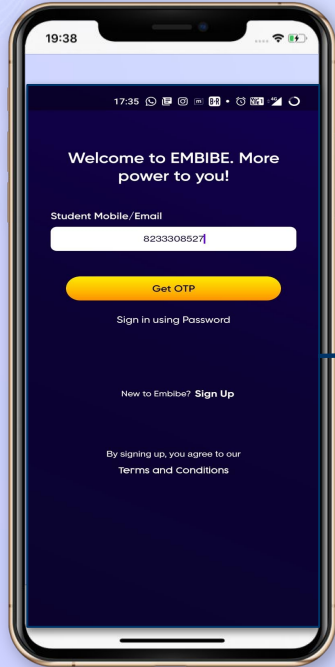 19:38
17:35
Welcome to EMBIBE. More
power to you!
Student Mobile/Email
8233308527
Get OTP
Sign in using Password
New to Embibe? Sign Up
By signing up, you agree to our
Terms and Conditions